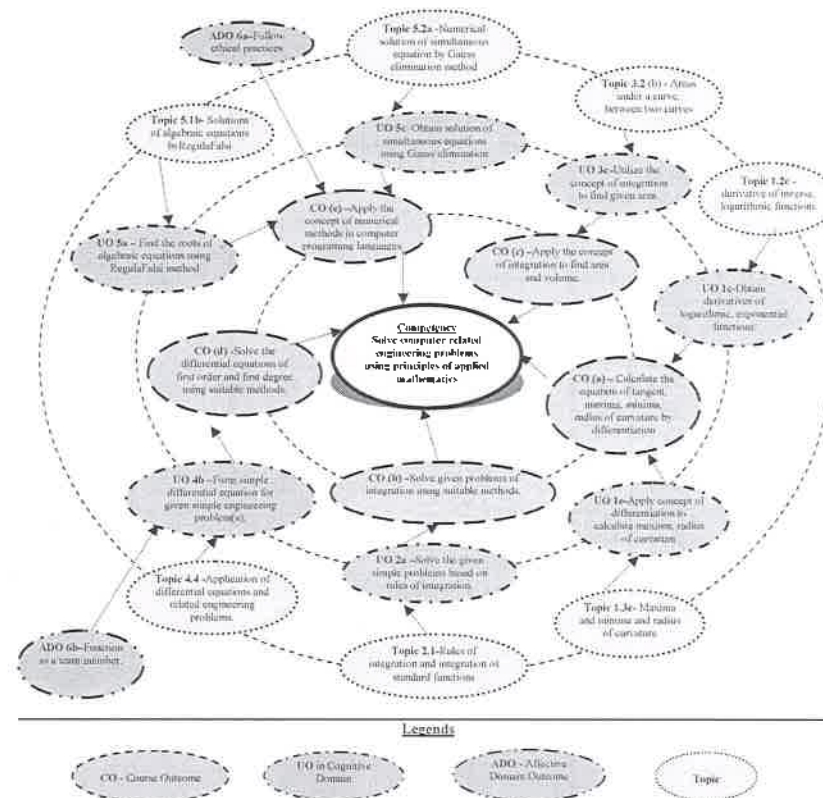 ADO 6a–Follow
ethical practices
Topic 5.2a -Numerical
solution of simultaneous
equation by Gauss
elimination method
Topic 3.2 (b) - Areas
under a curve,
between two curves
Topic 5.1b- Solutions
of algebraic equations
by RegulaFalsi
UO 5c- Obtain solution of
simultaneous equations
using Gauss elimination
UO 3c-Utilize the
concept of integration
to find given area.
Topic 1.2c -
derivative of inverse,
logarithmic functions.
CO (e) –Apply the
concept of numerical
methods in computer
programing languages
UO 5a – Find the roots of
algebraic equations using
RegulaFalsi method
CO (c) –Apply the concept
of integration to find area
and volume.
UO 1c-Obtain
derivatives of
logarithmic, exponential
functions
Competency
Solve computer related
engineering problems
using principles of applied
mathematics
CO (d) -Solve the
differential equations of
first order and first degree
using suitable methods.
CO (a) – Calculate the
equation of tangent,
maxima, minima,
radius of curvature by
differentiation
CO (b) –Solve given problems of
integration using suitable methods.
UO 4b –Form simple
differential equation for
given simple engineering
problem(s).
UO 1e-Apply concept of
differentiation to
calculate maxima, radius
of curvature
UO 2a –Solve the given
simple problems based on
rules of integration.
Topic 4.4 -Application of
differential equations and
related engineering
problems.
Topic 1.3c- Maxima
and minima and radius
of curvature
ADO 6b–Function
as a team member.
Topic 2.1-Rules of
integration and integration of
standard functions
Legends
CO - Course Outcome
UO in Cognitive
Domain
ADO - Affective
Domain Outcome
Topic